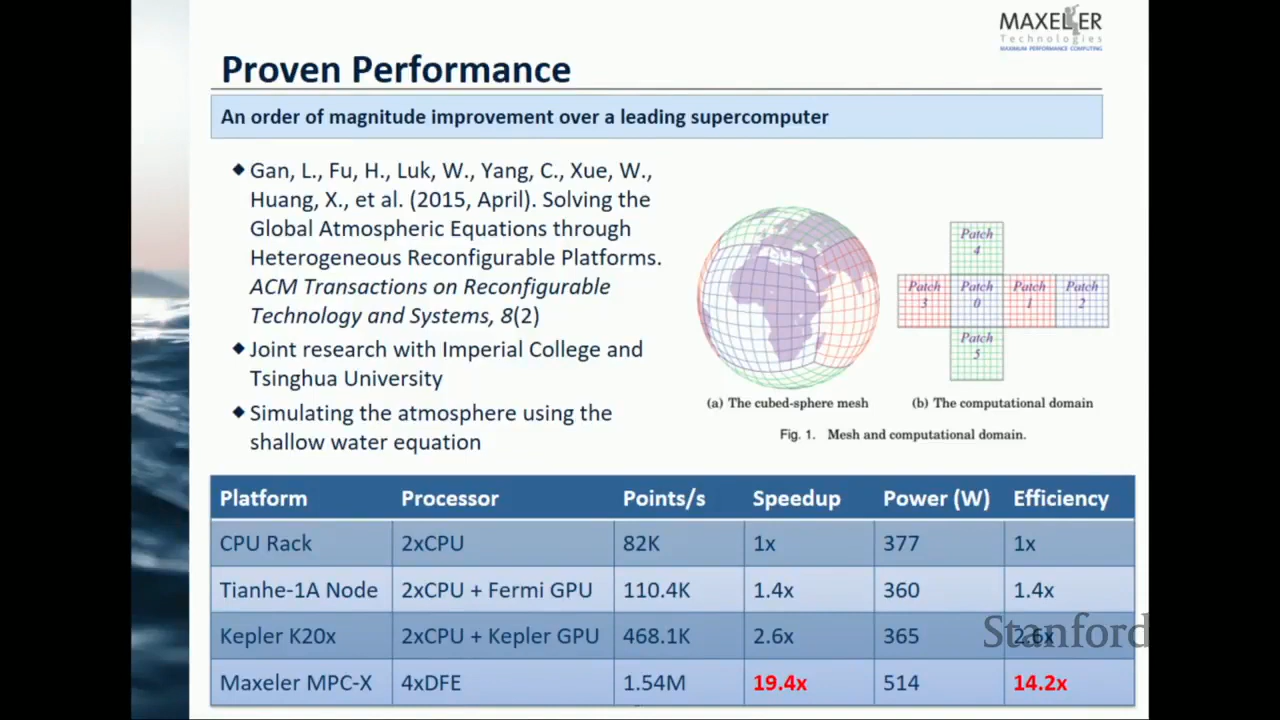 MAXELER
Technologies
MAXIMUM PERFORMANCE COMPUTING
Proven Performance
An order of magnitude improvement over a leading supercomputer
◆ Gan, L., Fu, H., Luk, W., Yang, C., Xue, W.,
Huang, X., et al. (2015, April). Solving the
Global Atmospheric Equations through
Heterogeneous Reconfigurable Platforms.
ACM Transactions on Reconfigurable
Technology and Systems, 8(2)
◆ Joint research with Imperial College and
Tsinghua University
◆ Simulating the atmosphere using the
shallow water equation
Patch
4
Patch Patch Patch Patch
3 0 1 2
Patch
5
(a) The cubed-sphere mesh (b) The computational domain
Fig. 1. Mesh and computational domain.
Platform Processor Points/s Speedup Power (W) Efficiency
CPU Rack 2xCPU 82K 1x 377 1x
Tianhe-1A Node 2xCPU + Fermi GPU 110.4K 1.4x 360 1.4x
Kepler K20x 2xCPU + Kepler GPU 468.1K 2.6x 365 2.6x
Stanford
Maxeler MPC-X 4xDFE 1.54M 19.4x 514 14.2x